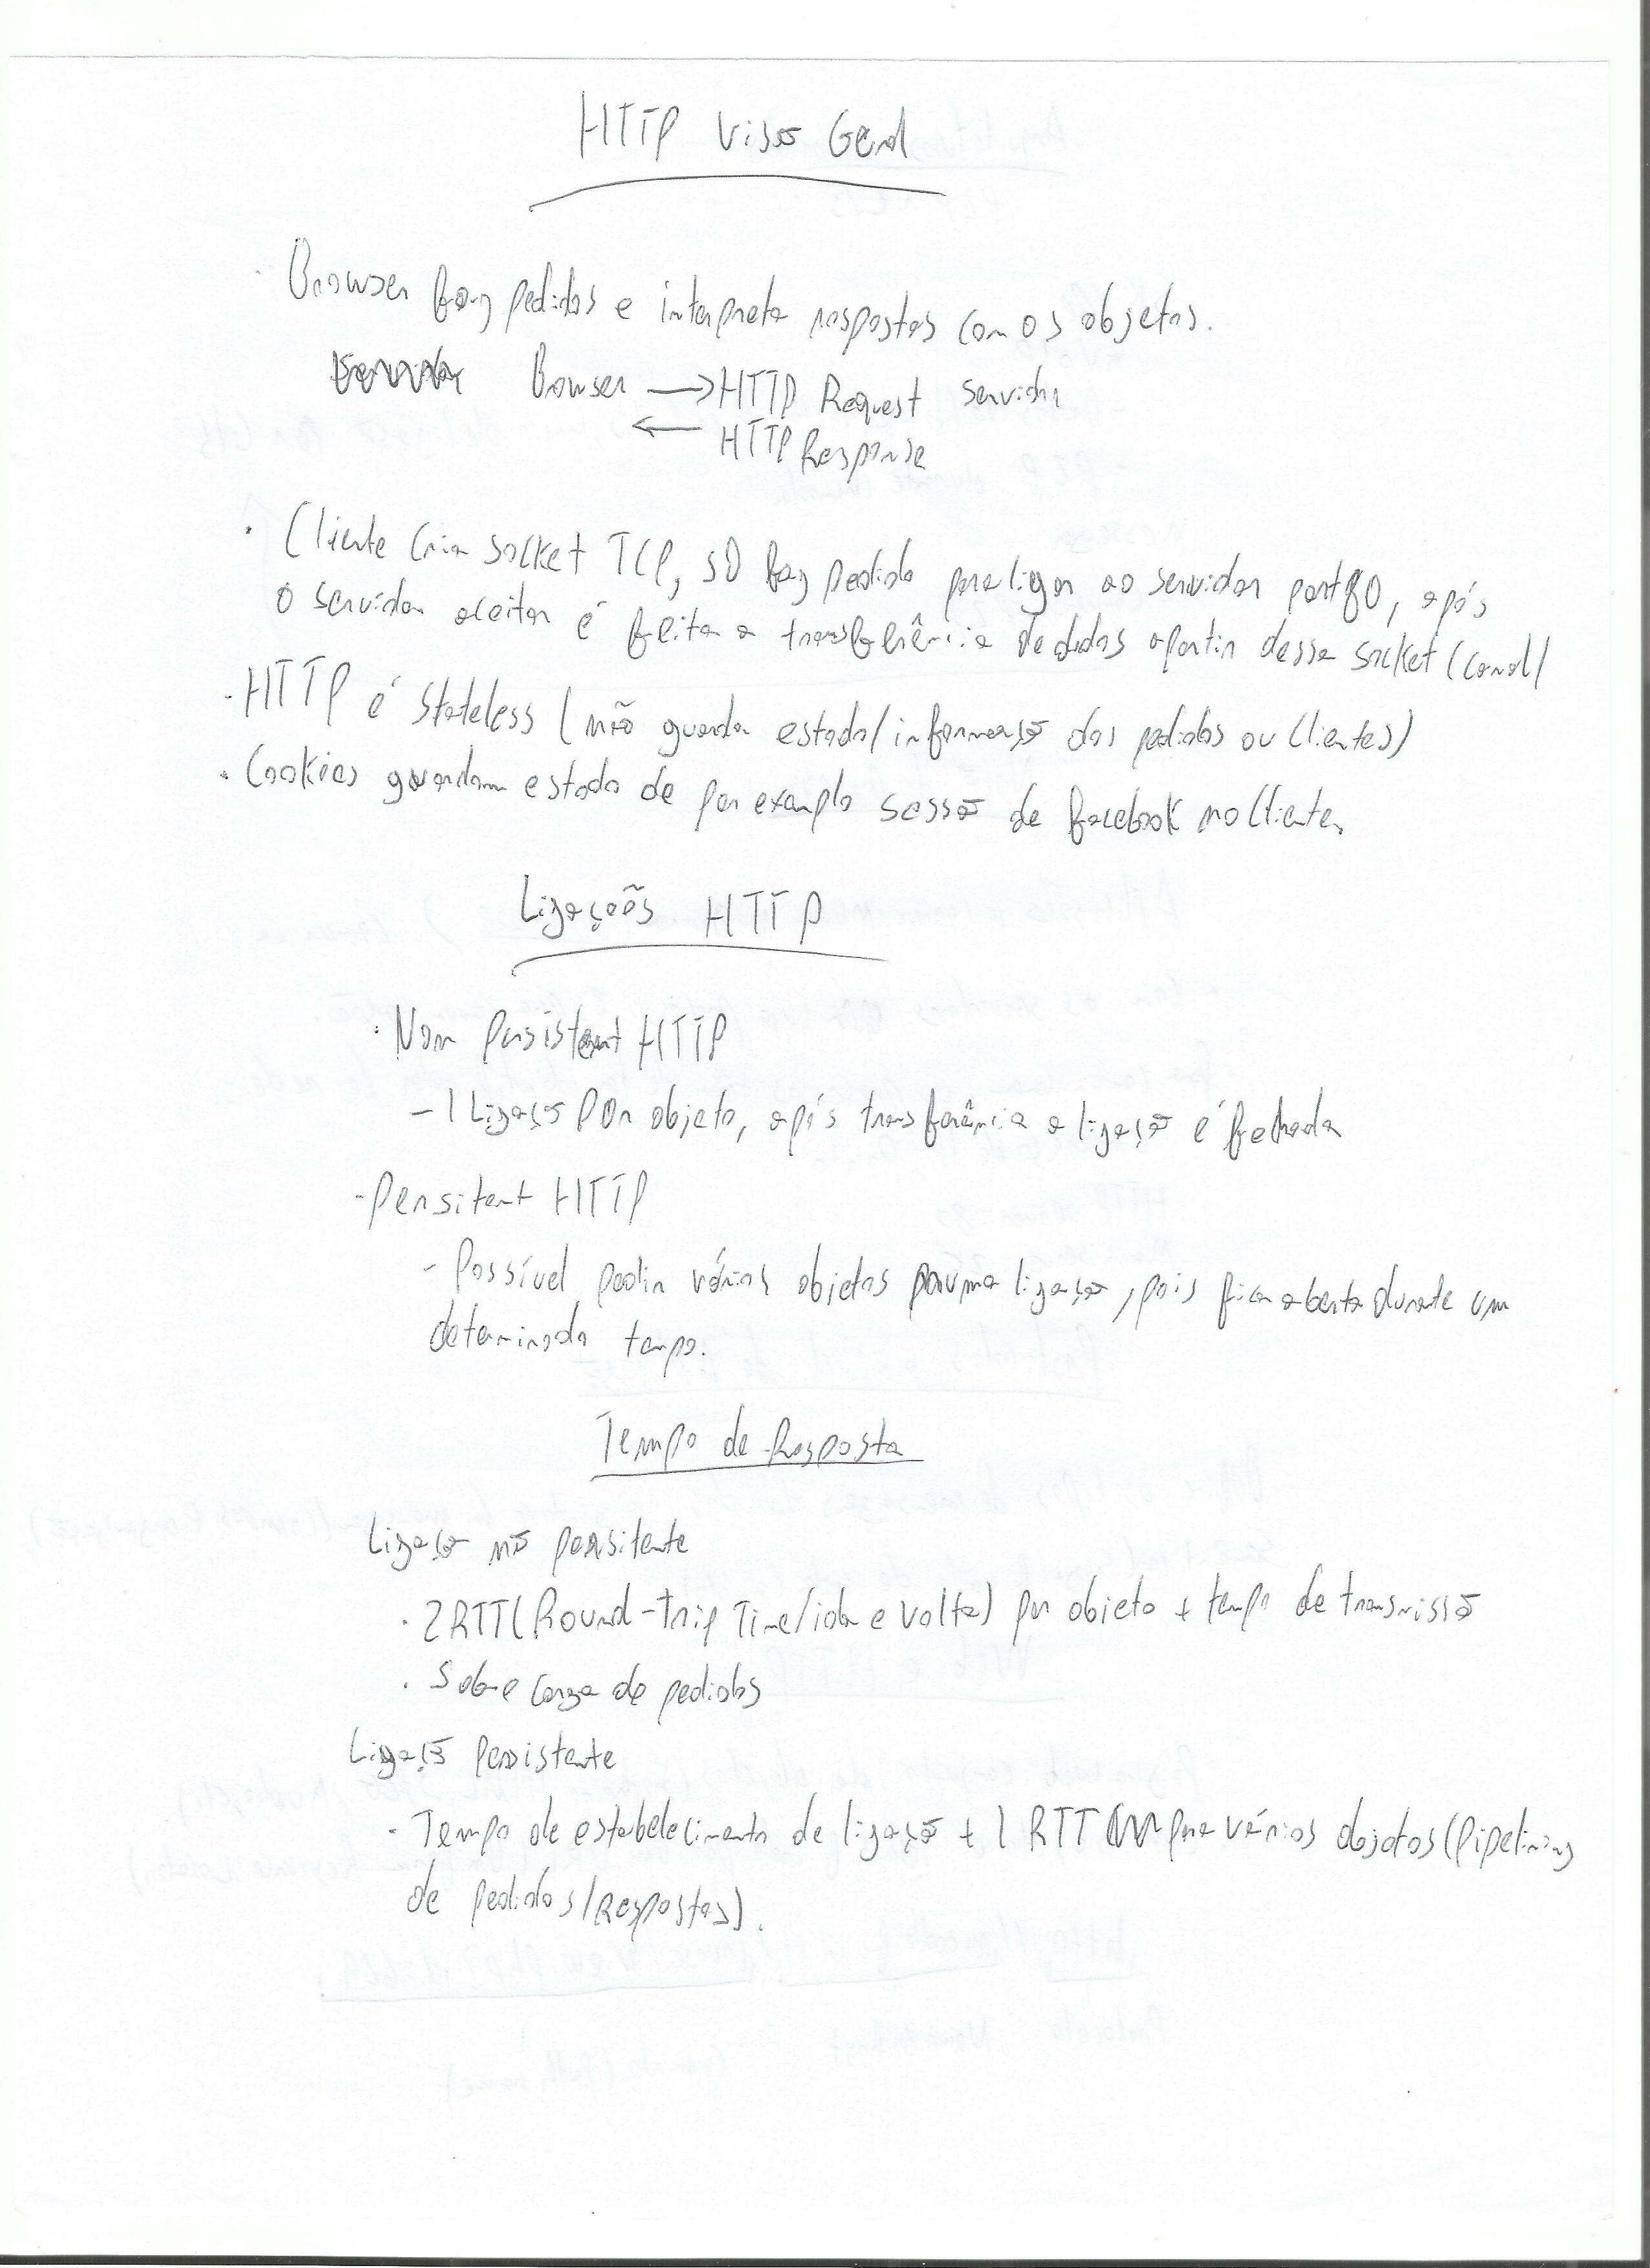 HTTP Visão Geral
· Browser faz pedidos e interpreta respostas com os objetos.
Browser → HTTP Request Servidor
← HTTP Response
· Cliente cria socket TCP, só faz pedido para ligar ao servidor port 80, após
o servidor aceitar é feita a transferência de dados a partir desse socket (canal)
· HTTP é Stateless (não guarda estado/informação dos pedidos ou clientes)
· Cookies guardam estado de por exemplo sessão de facebook no cliente.
Ligações HTTP
· Non Persistent HTTP
- 1 Ligação por objeto, após transferência a ligação é fechada
- Persitent HTTP
- Possível pedir vários objetos por uma ligação, pois fica aberta durante um
determinado tempo.
Tempo de Resposta
Ligação não persitente
· 2RTT (Round-Trip Time/ida e volta) por objeto + tempo de transmissão
· Sobre carga de pedidos
Ligação persistente
· Tempo de estabelecimento de ligação + 1 RTT para vários objetos (pipelining
de pedidos/Respostas).